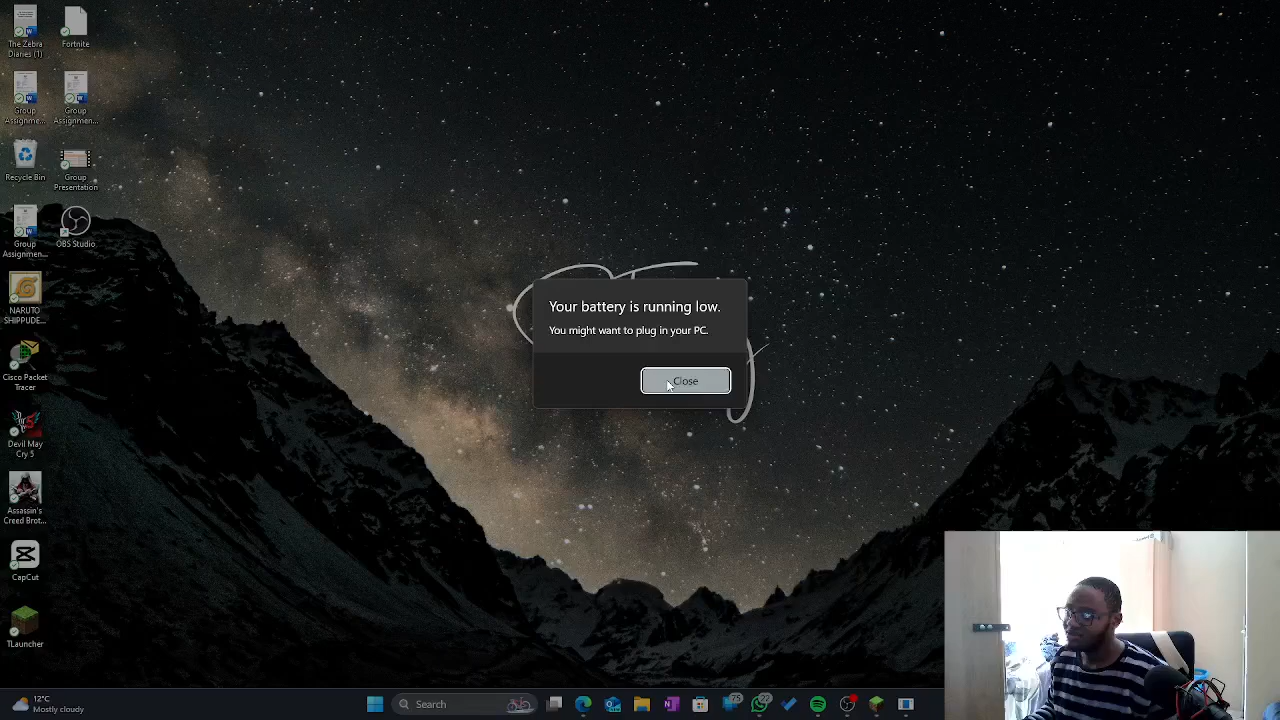 The Zebra
Diaries (1)
Fortnite
Group
Assignme...
Group
Assignmen...
Recycle Bin
Group
Presentation
Group
Assignmen...
OBS Studio
NARUTO
SHIPPUDE...
Cisco Packet
Tracer
Devil May
Cry 5
Assassin's
Creed Brot...
CapCut
TLauncher
Your battery is running low.
You might want to plug in your PC.
Close
12°C
Mostly cloudy
Search
75
22